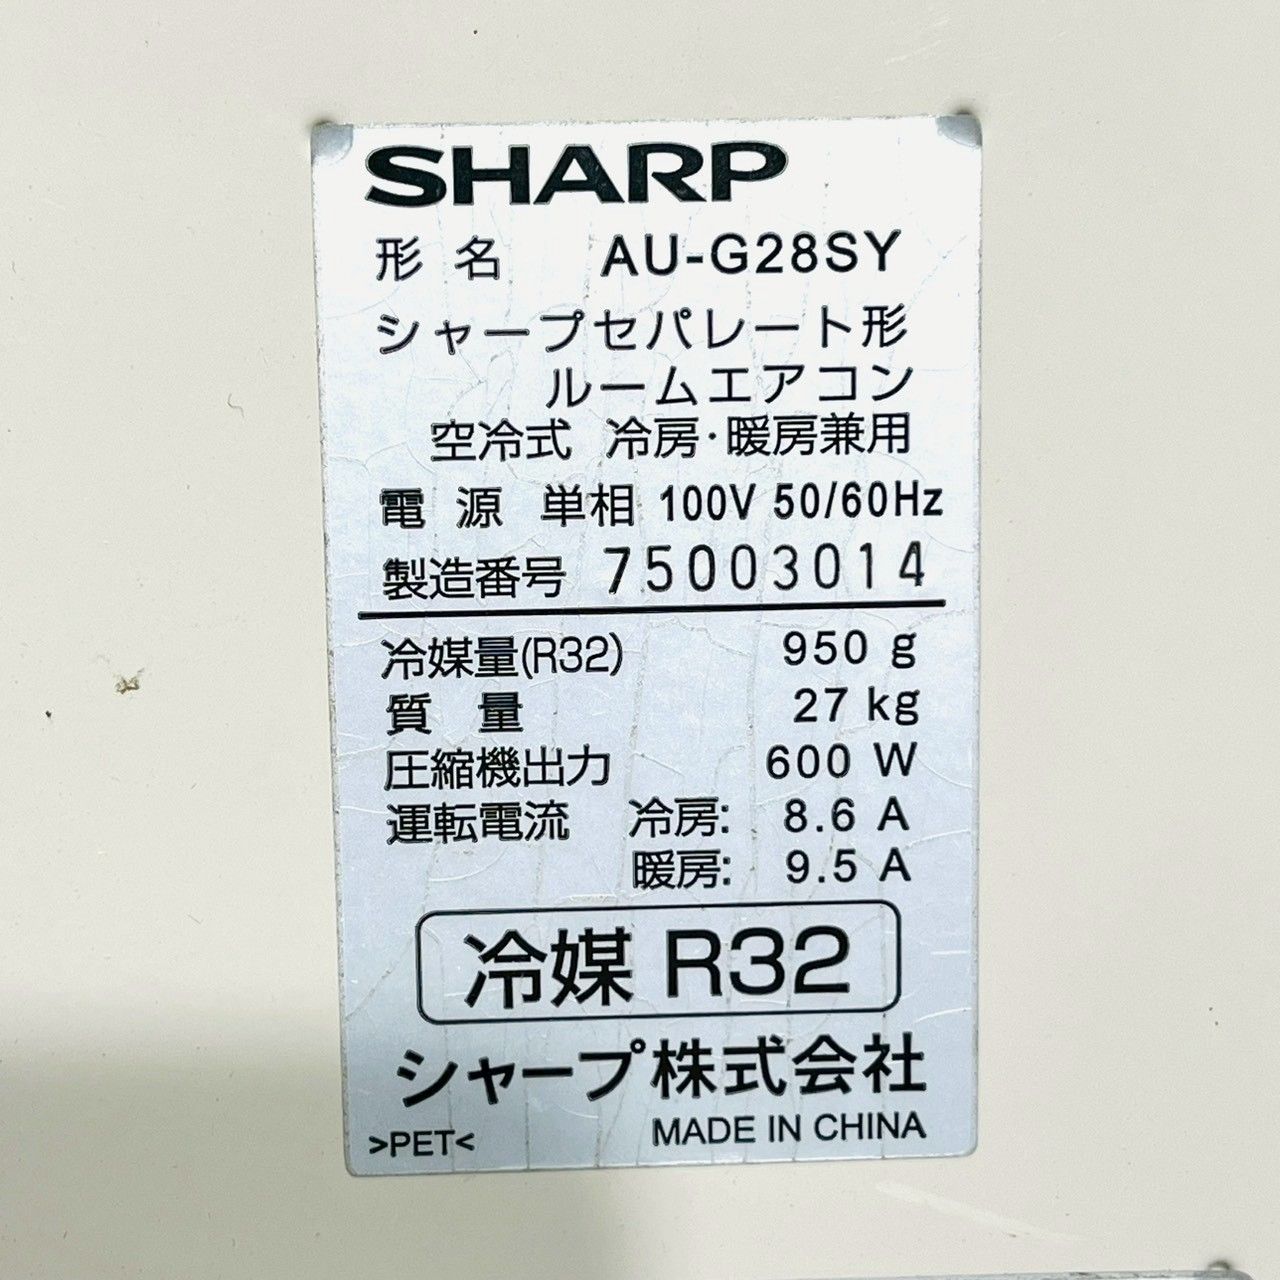 SHARP
形 名 AU-G28SY
シャープセパレート形
ルームエアコン
空冷式 冷房・暖房兼用
電 源 単相 100V 50/60Hz
製造番号 75003014
冷媒量(R32) 950 g
質 量 27 kg
圧縮機出力 600 W
運転電流 冷房: 8.6 A
暖房: 9.5 A
冷媒 R32
シャープ株式会社
>PET< MADE IN CHINA